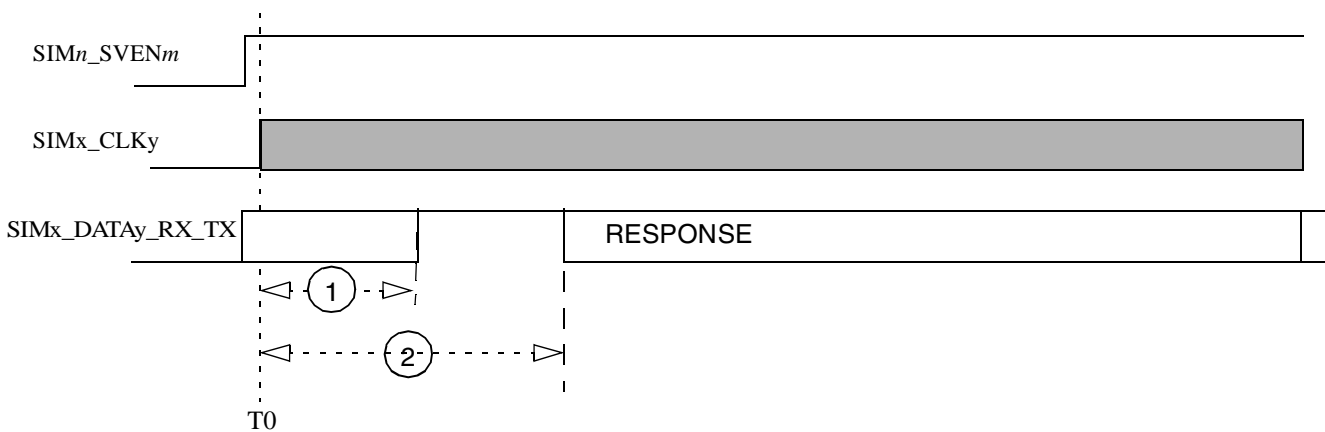 SIMn_SVENm
SIMx_CLKy
SIMx_DATAy_RX_TX
RESPONSE
1
2
T0